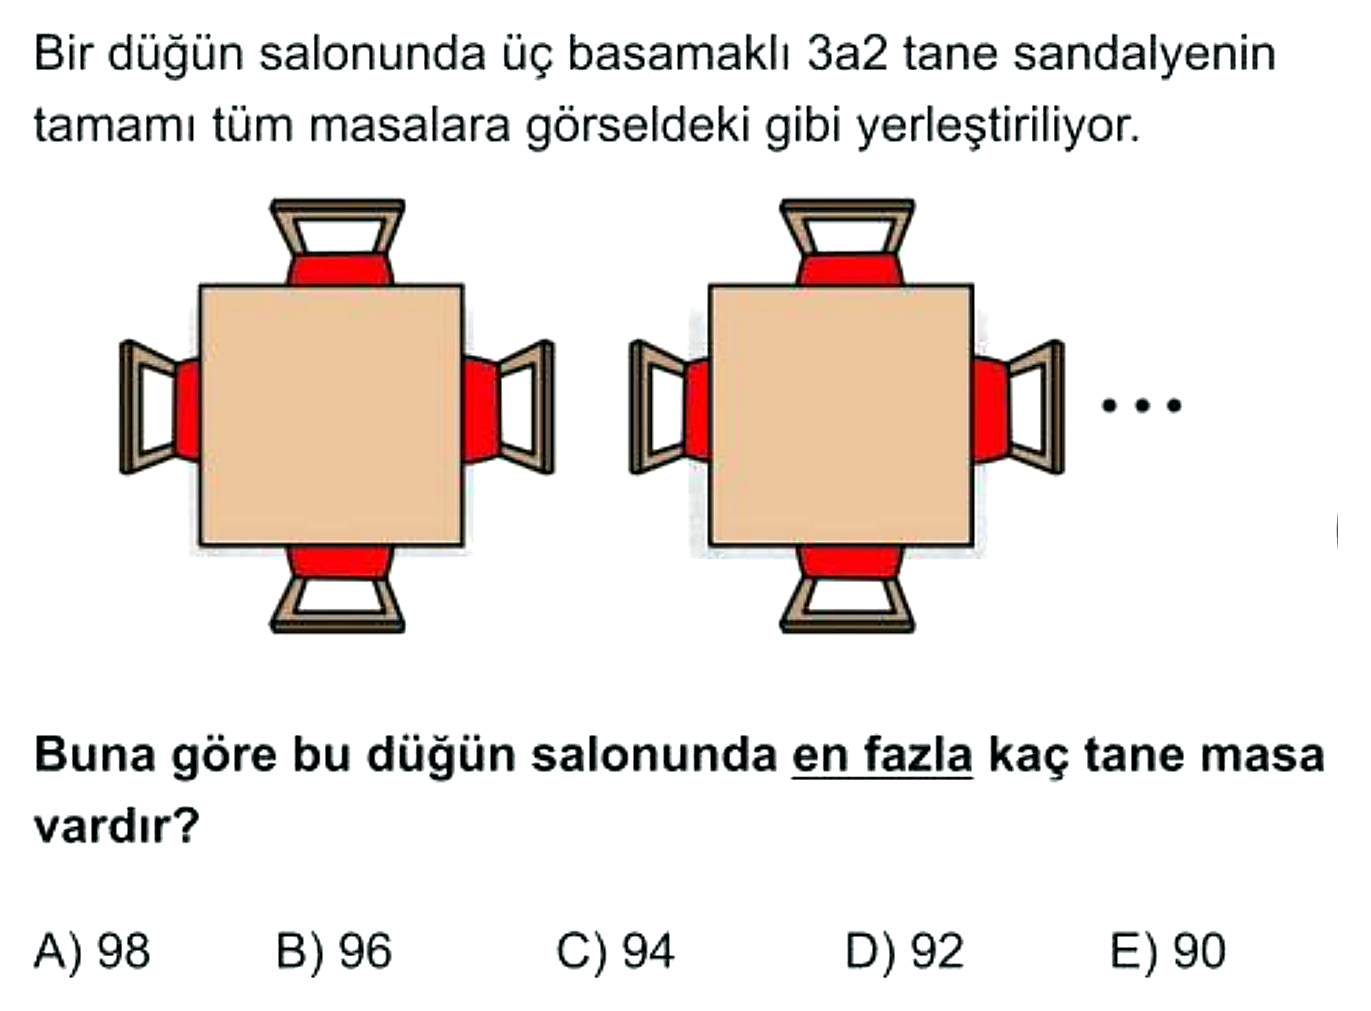 Bir düğün salonunda üç basamaklı 3a2 tane sandalyenin
tamamı tüm masalara görseldeki gibi yerleştiriliyor.
Buna göre bu düğün salonunda en fazla kaç tane masa
vardır?
A) 98 B) 96 C) 94 D) 92 E) 90